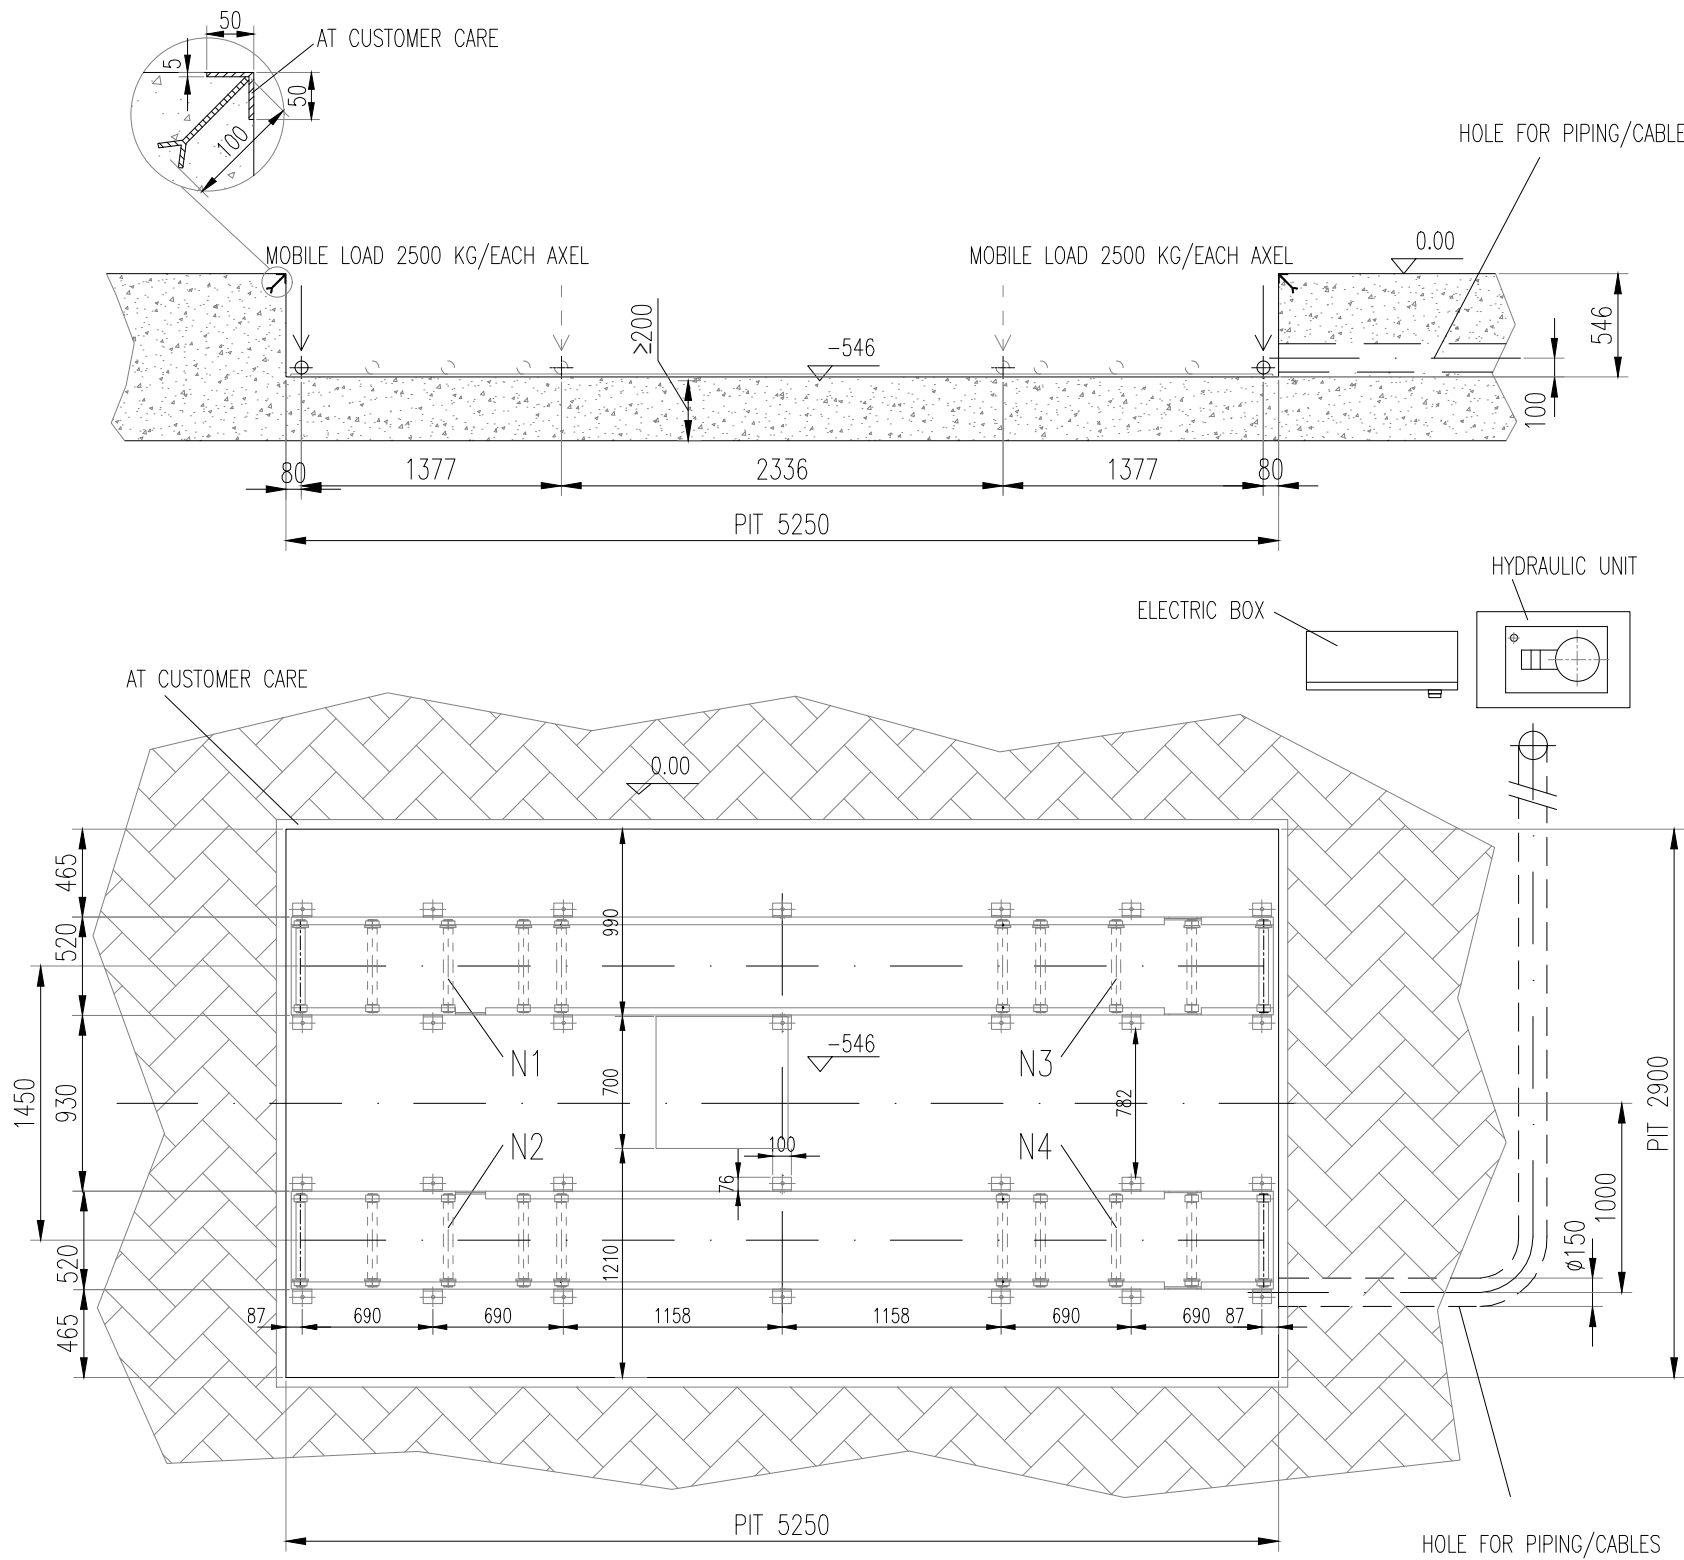 50
AT CUSTOMER CARE
5
50
100
HOLE FOR PIPING/CABLE
MOBILE LOAD 2500 KG/EACH AXEL
MOBILE LOAD 2500 KG/EACH AXEL
0.00
≥200
-546
546
100
80
1377
2336
1377
80
PIT 5250
HYDRAULIC UNIT
ELECTRIC BOX
AT CUSTOMER CARE
0.00
465
520
990
N1
N3
-546
1450
930
700
782
PIT 2900
N2
N4
100
76
1000
520
1210
ø150
465
87
690
690
1158
1158
690
690
87
PIT 5250
HOLE FOR PIPING/CABLES